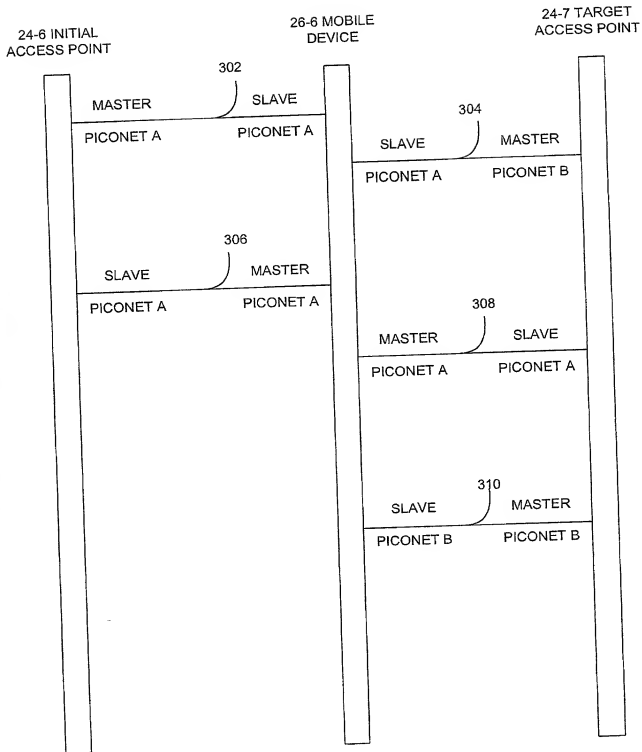 24-6 INITIAL
ACCESS POINT
26-6 MOBILE
DEVICE
24-7 TARGET
ACCESS POINT
302
MASTER
SLAVE
PICONET A
PICONET A
304
SLAVE
MASTER
PICONET A
PICONET B
306
SLAVE
MASTER
PICONET A
PICONET A
308
MASTER
SLAVE
PICONET A
PICONET A
310
SLAVE
MASTER
PICONET B
PICONET B